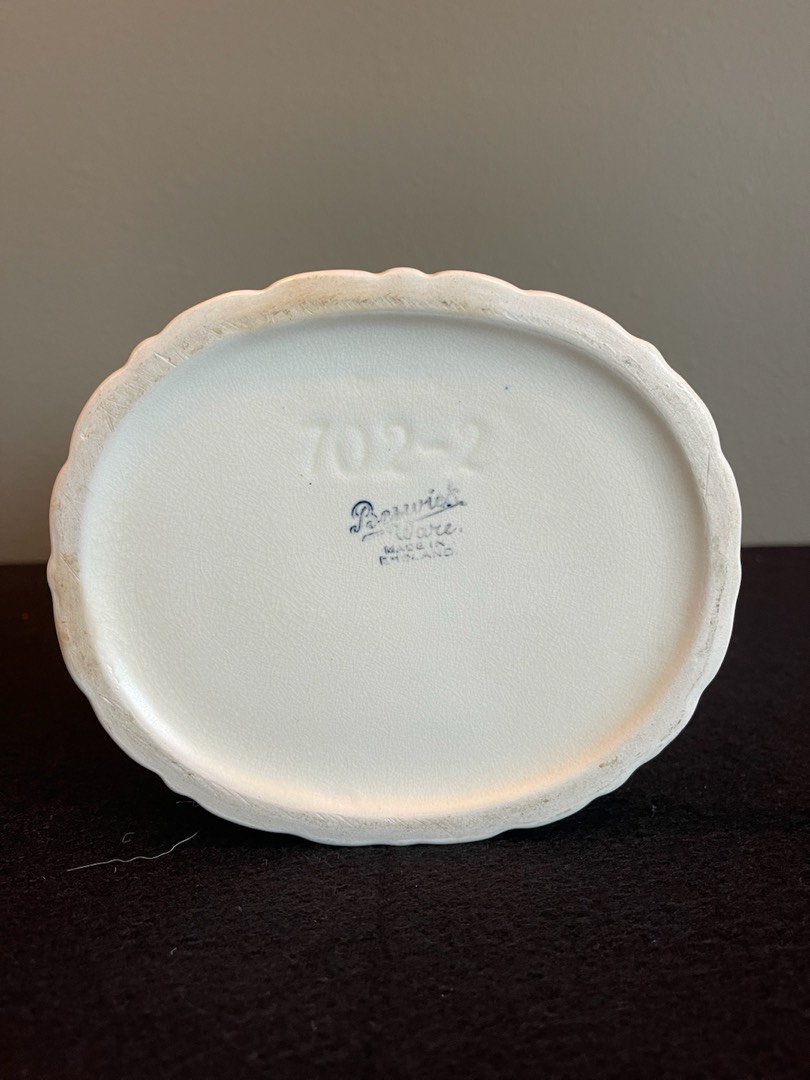 702-2
Beswick
Ware.
MADE IN
ENGLAND.